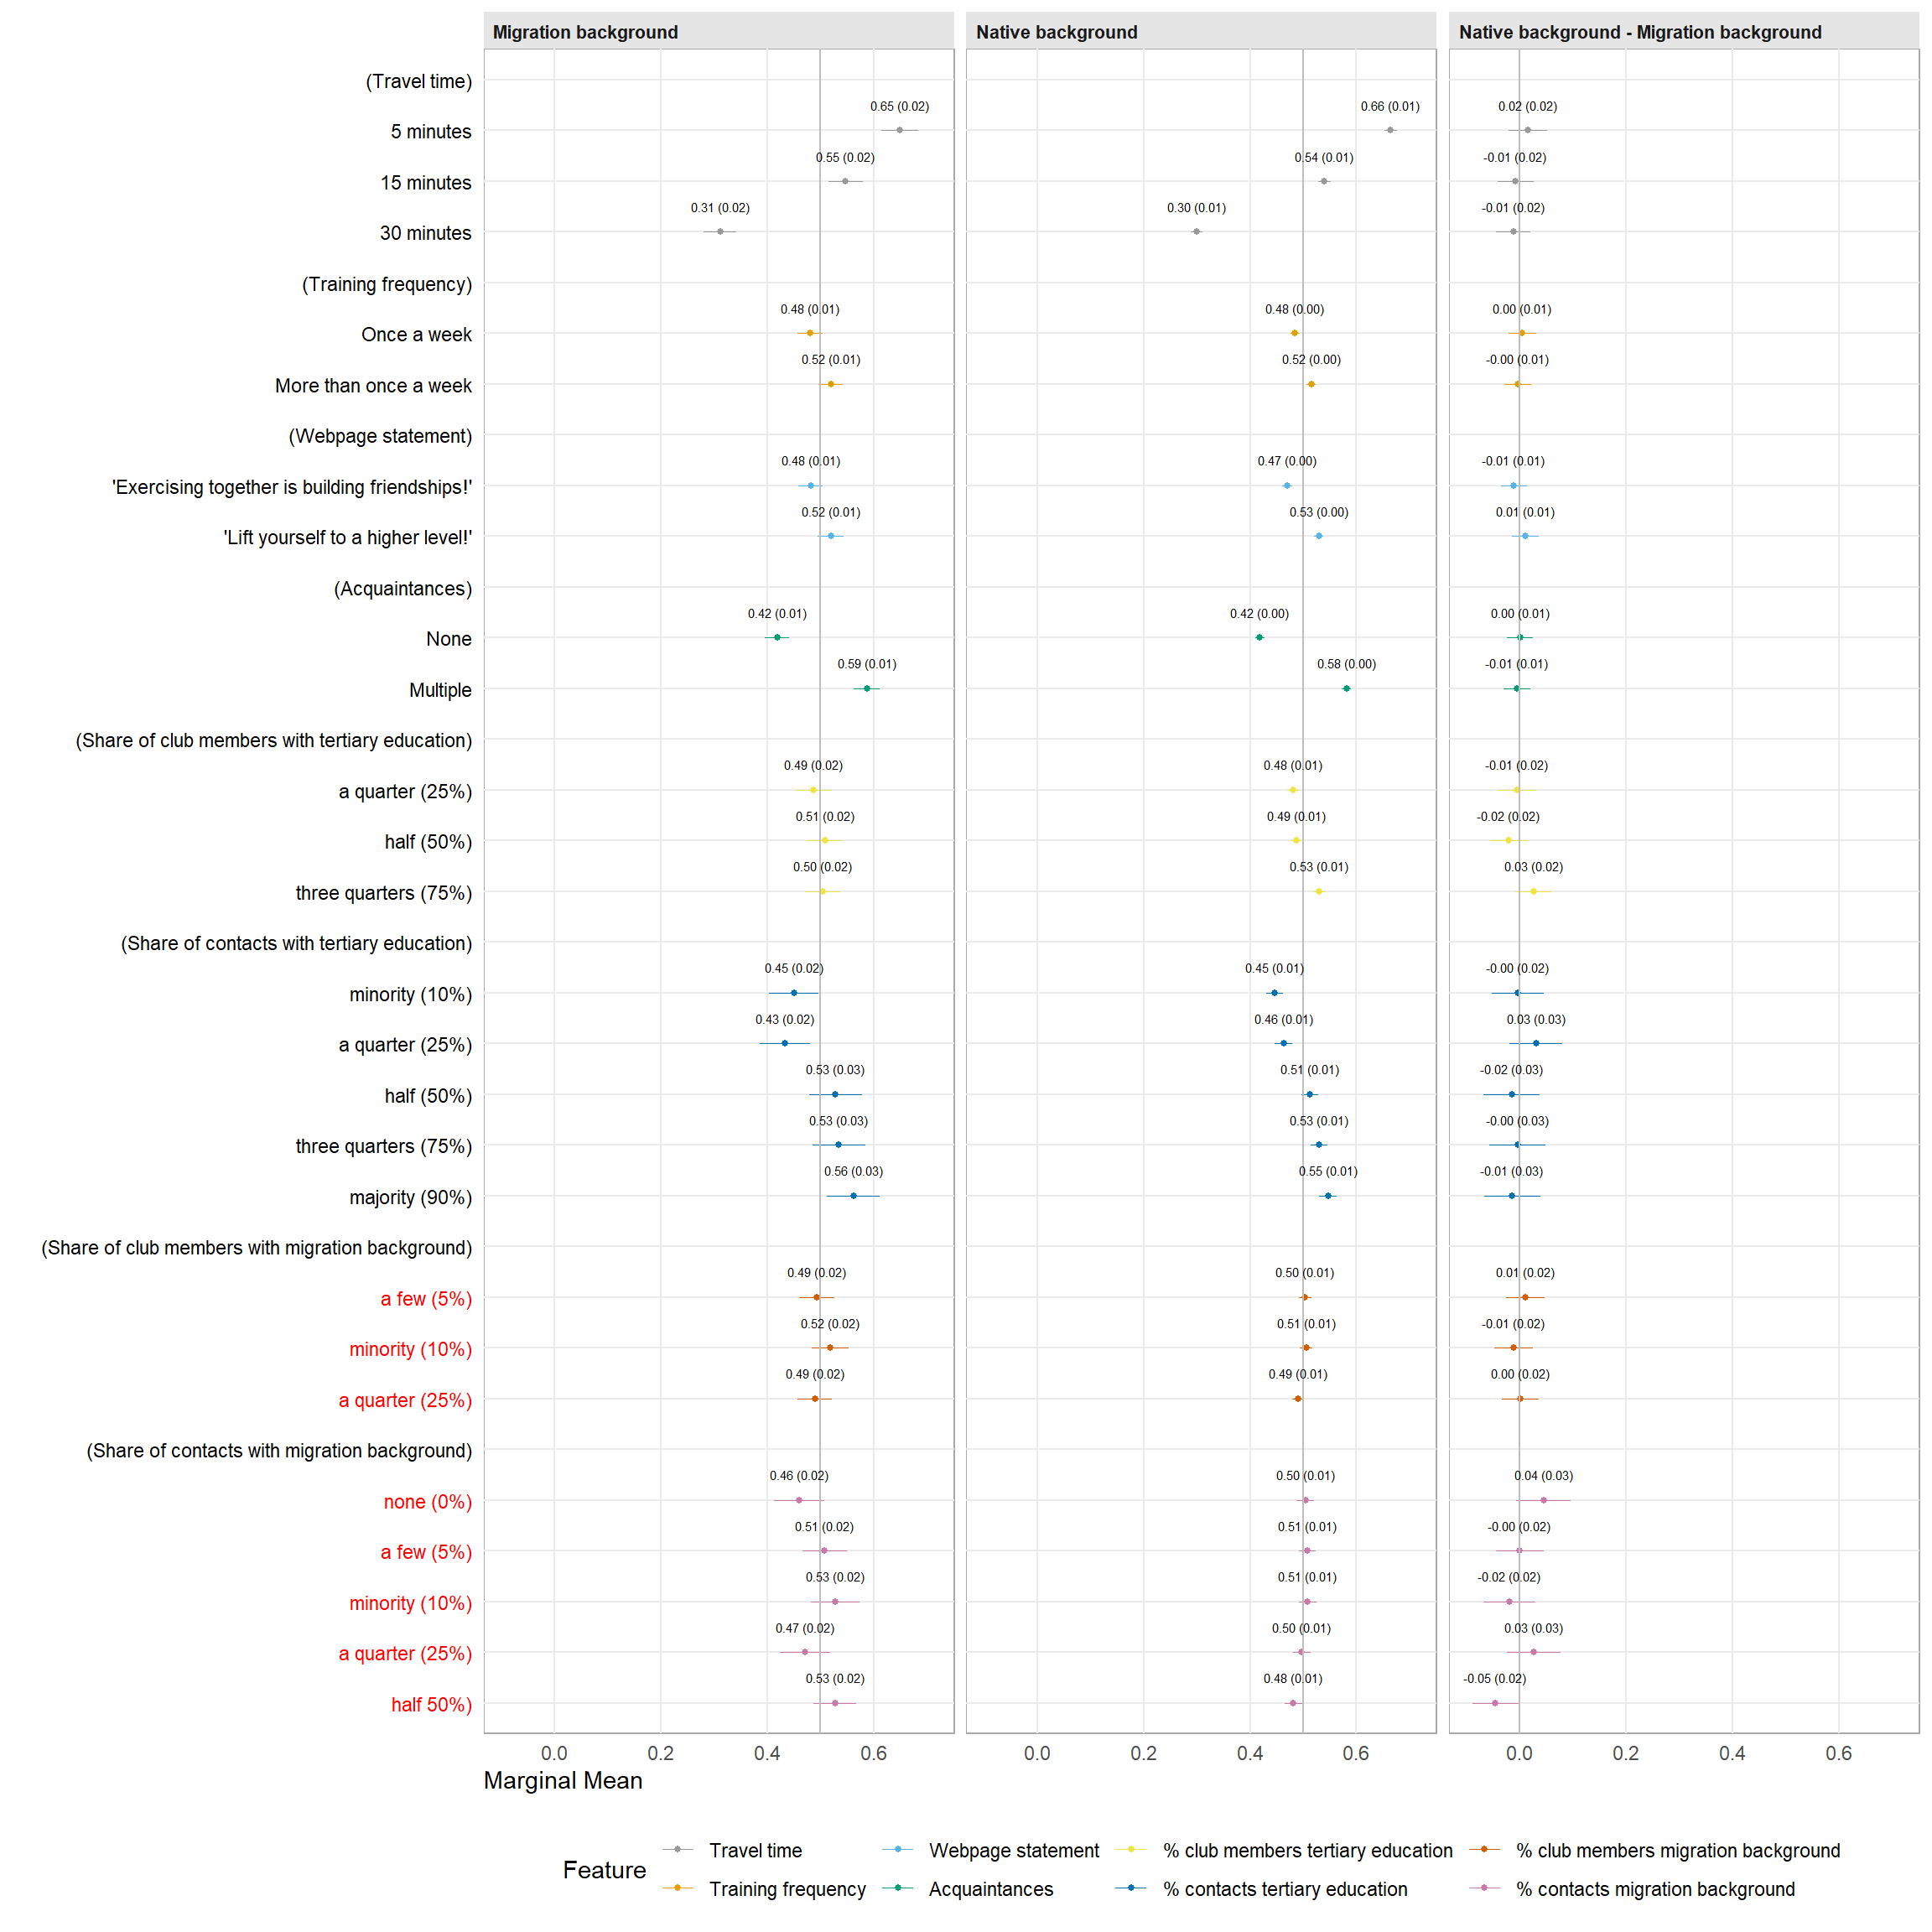 Migration background
Native background
Native background - Migration background
(Travel time)
0.65 (0.02) 0.66 (0.01) 0.02 (0.02)
5 minutes
0.55 (0.02) 0.54 (0.01) -0.01 (0.02)
15 minutes
0.31 (0.02) 0.30 (0.01) -0.01 (0.02)
30 minutes
(Training frequency)
0.48 (0.01) 0.48 (0.00) 0.00 (0.01)
Once a week
0.52 (0.01) 0.52 (0.00) -0.00 (0.01)
More than once a week
(Webpage statement)
0.48 (0.01) 0.47 (0.00) -0.01 (0.01)
'Exercising together is building friendships!'
0.52 (0.01) 0.53 (0.00) 0.01 (0.01)
'Lift yourself to a higher level!'
(Acquaintances)
0.42 (0.01) 0.42 (0.00) 0.00 (0.01)
None
0.59 (0.01) 0.58 (0.00) -0.01 (0.01)
Multiple
(Share of club members with tertiary education)
0.49 (0.02) 0.48 (0.01) -0.01 (0.02)
a quarter (25%)
0.51 (0.02) 0.49 (0.01) -0.02 (0.02)
half (50%)
0.50 (0.02) 0.53 (0.01) 0.03 (0.02)
three quarters (75%)
(Share of contacts with tertiary education)
0.45 (0.02) 0.45 (0.01) -0.00 (0.02)
minority (10%)
0.43 (0.02) 0.46 (0.01) 0.03 (0.03)
a quarter (25%)
0.53 (0.03) 0.51 (0.01) -0.02 (0.03)
half (50%)
0.53 (0.03) 0.53 (0.01) -0.00 (0.03)
three quarters (75%)
0.56 (0.03) 0.55 (0.01) -0.01 (0.03)
majority (90%)
(Share of club members with migration background)
0.49 (0.02) 0.50 (0.01) 0.01 (0.02)
a few (5%)
0.52 (0.02) 0.51 (0.01) -0.01 (0.02)
minority (10%)
0.49 (0.02) 0.49 (0.01) 0.00 (0.02)
a quarter (25%)
(Share of contacts with migration background)
0.46 (0.02) 0.50 (0.01) 0.04 (0.03)
none (0%)
0.51 (0.02) 0.51 (0.01) -0.00 (0.02)
a few (5%)
0.53 (0.02) 0.51 (0.01) -0.02 (0.02)
minority (10%)
0.47 (0.02) 0.50 (0.01) 0.03 (0.03)
a quarter (25%)
0.53 (0.02) 0.48 (0.01) -0.05 (0.02)
half 50%)
0.0 0.2 0.4 0.6 0.0 0.2 0.4 0.6 0.0 0.2 0.4 0.6
Marginal Mean
Feature
Travel time Webpage statement % club members tertiary education % club members migration background
Training frequency Acquaintances % contacts tertiary education % contacts migration background